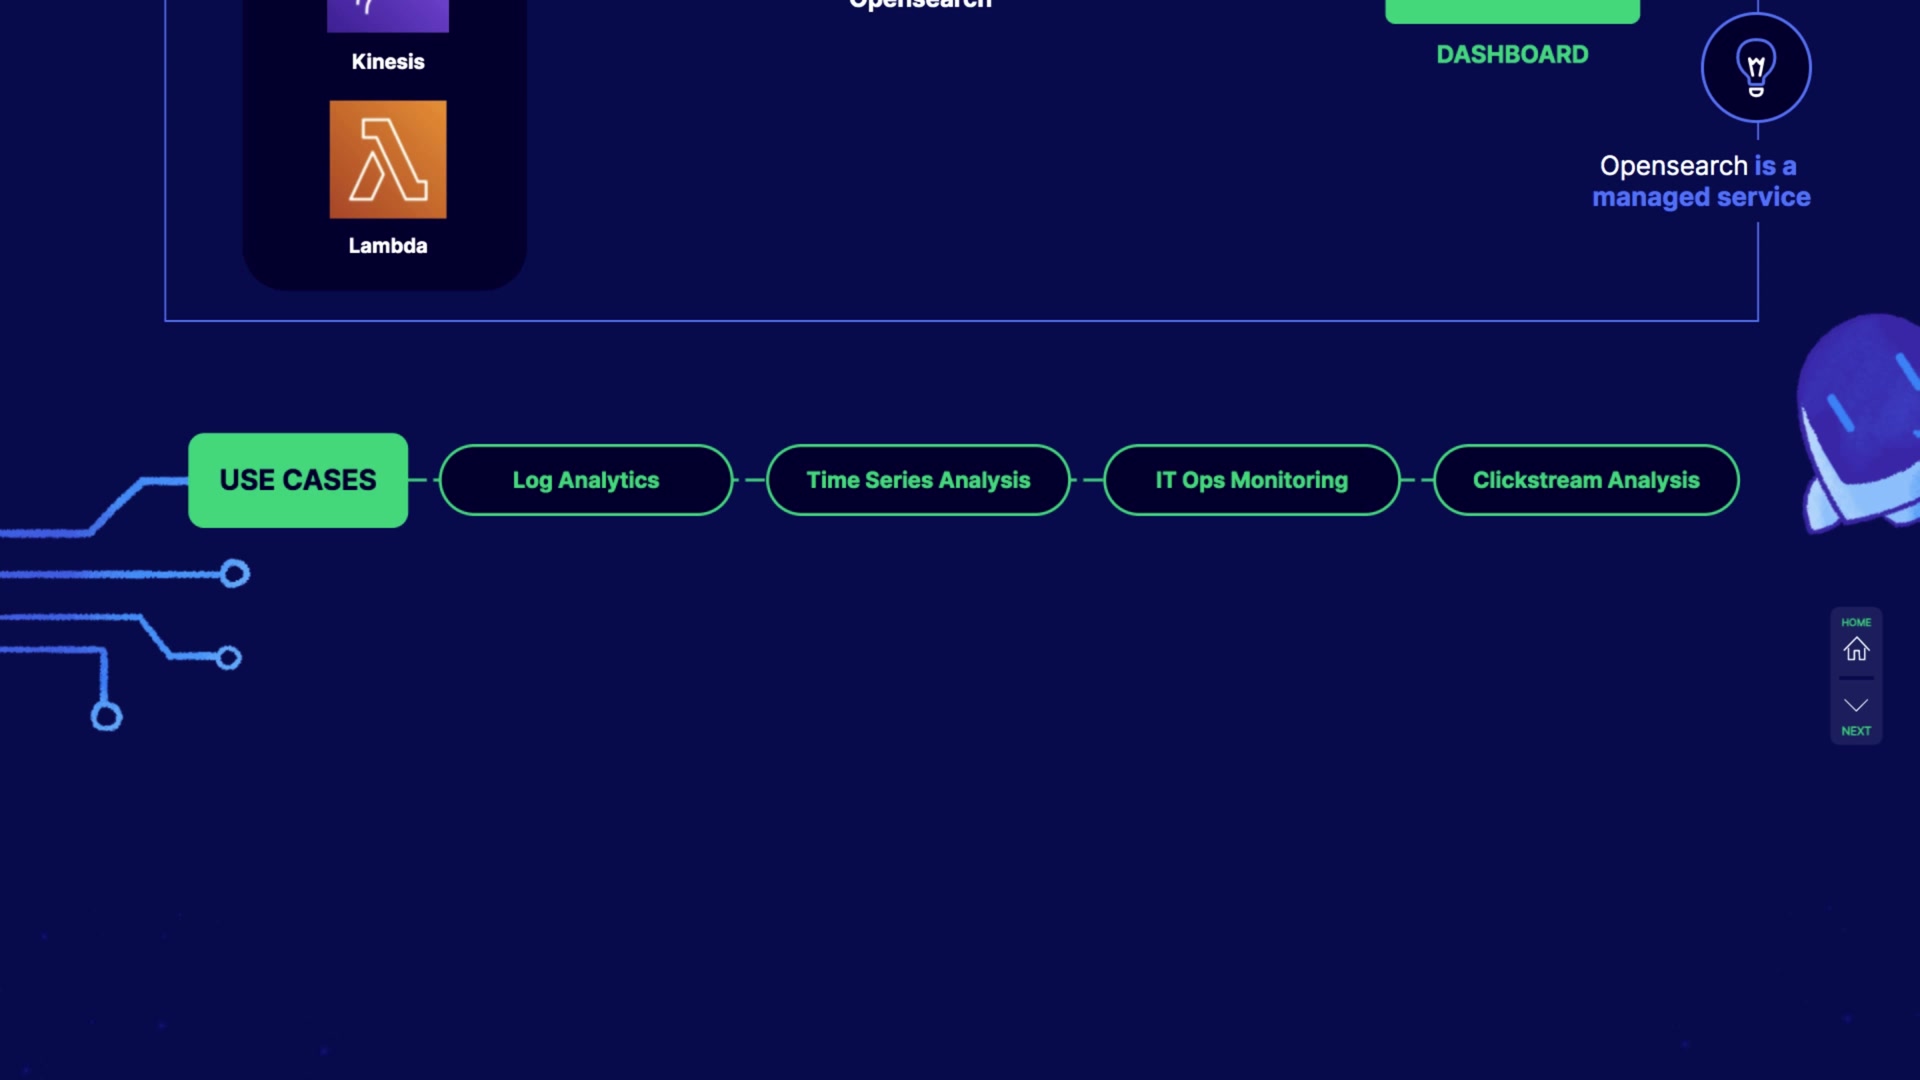 Opensearch
Kinesis
DASHBOARD
Opensearch is a
managed service
Lambda
USE CASES
Log Analytics
Time Series Analysis
IT Ops Monitoring
Clickstream Analysis
HOME
NEXT